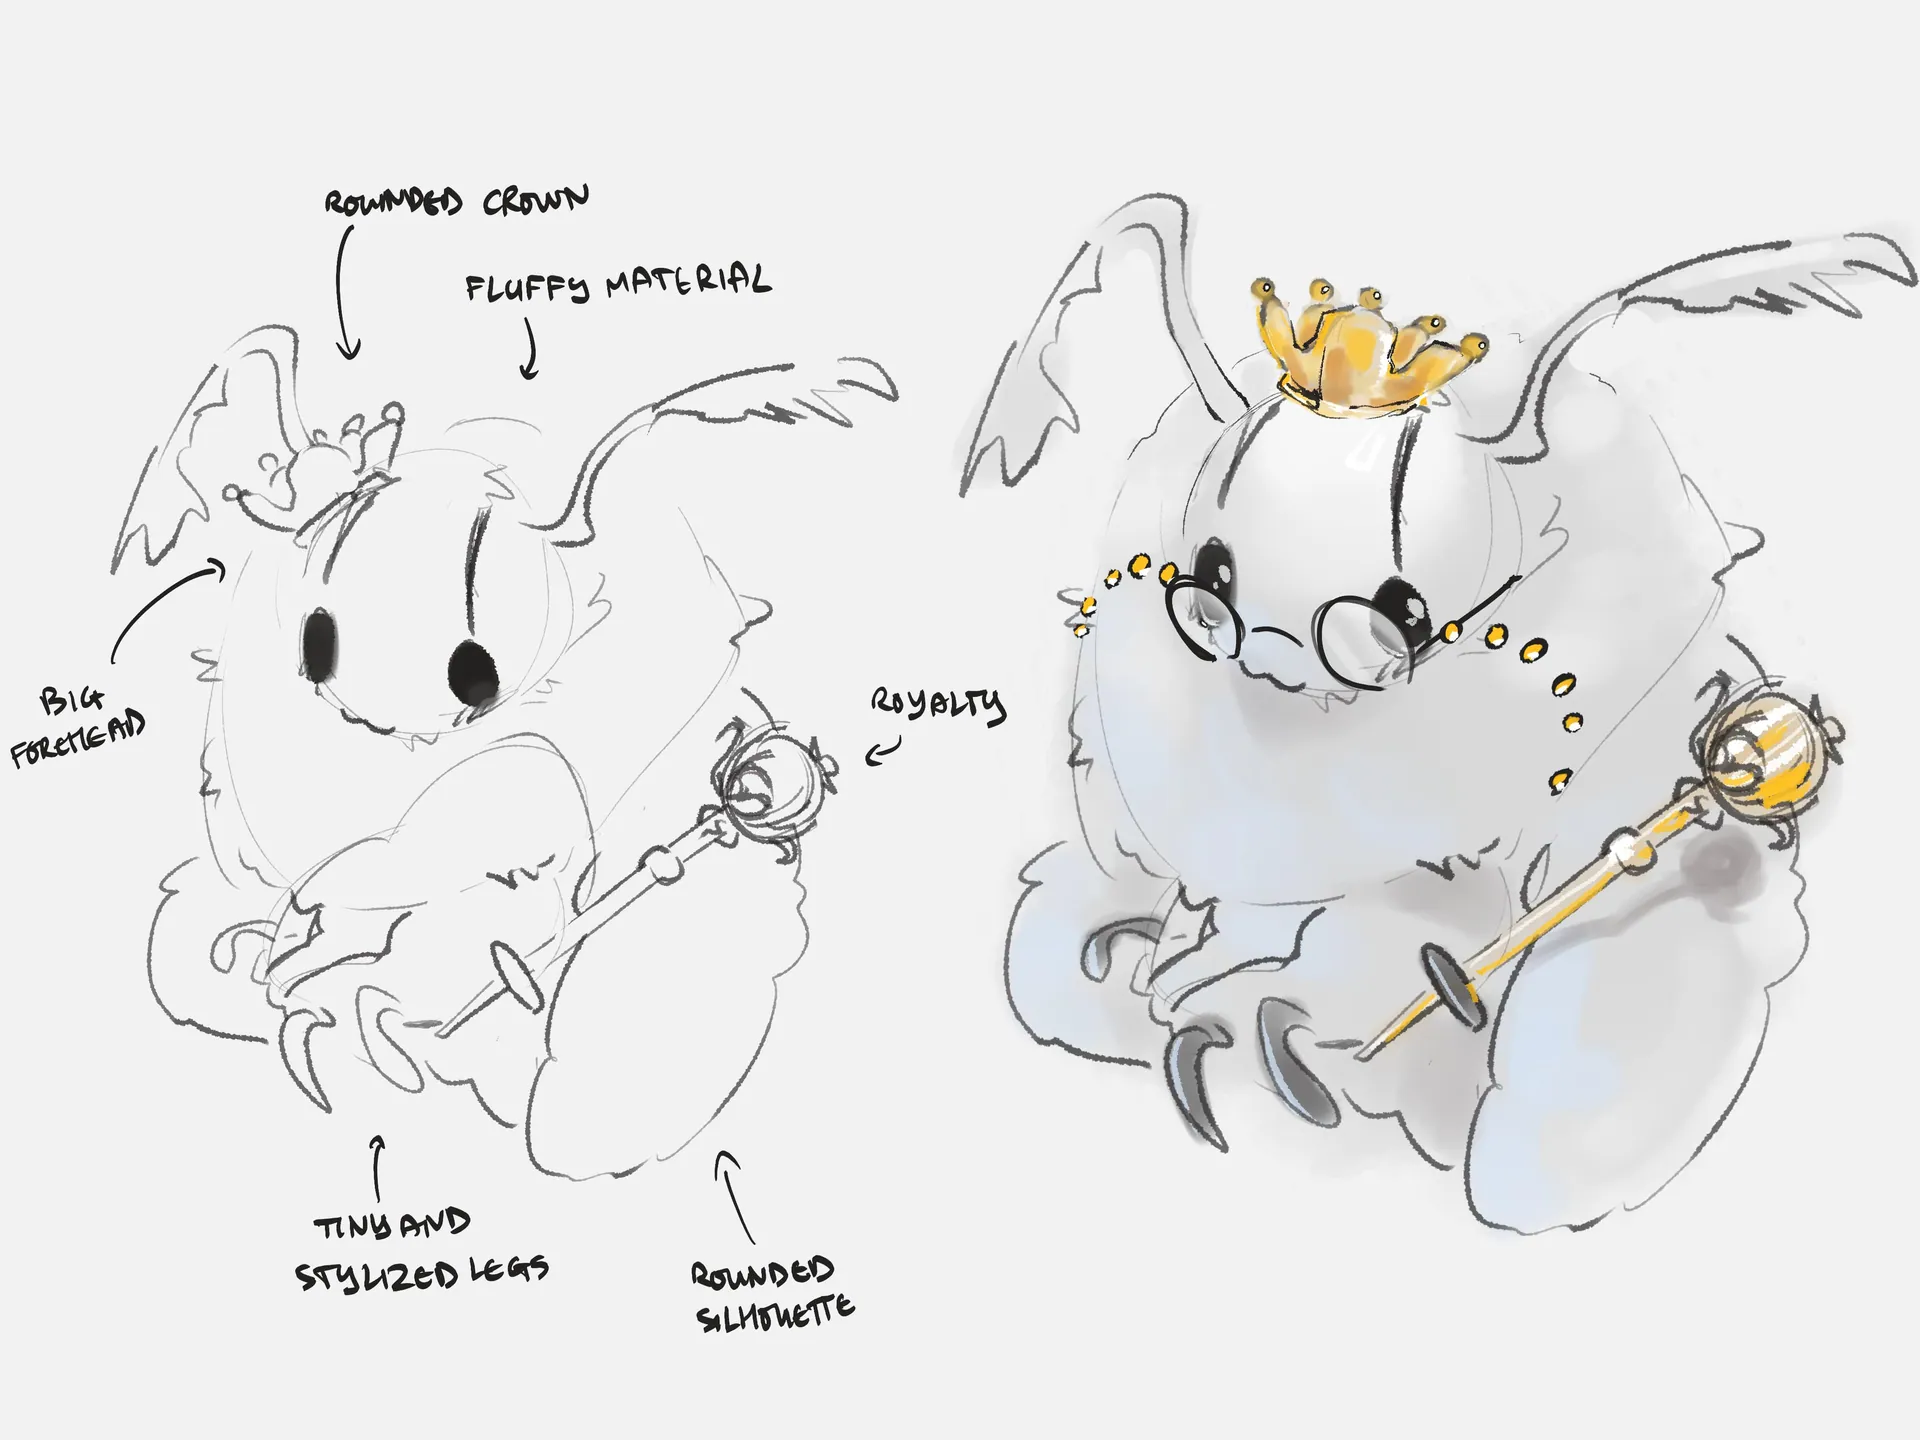 ROUNDED CROWN
FLUFFY MATERIAL
BIG
FOREHEAD
ROYALTY
TINY AND
STYLIZED LEGS
ROUNDED
SILHOUETTE